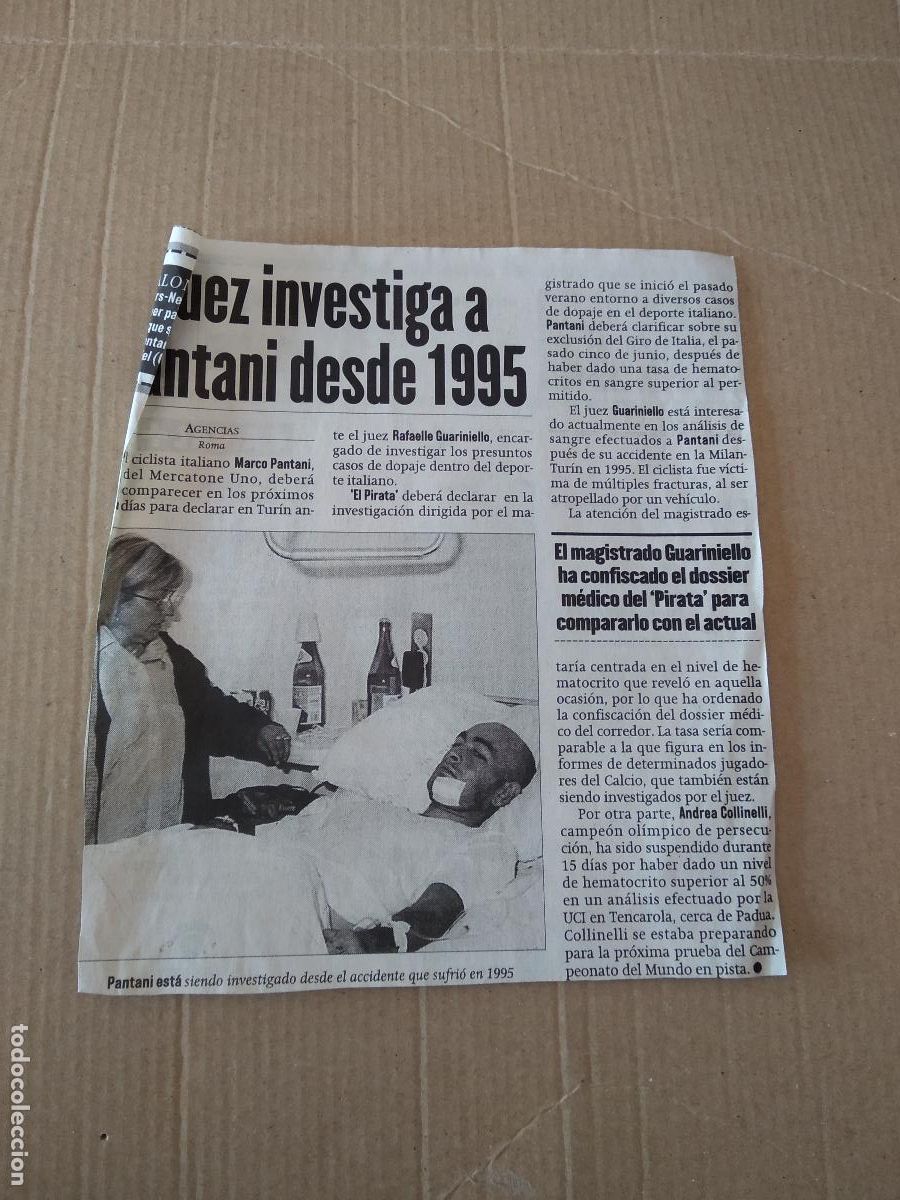 ALO
rs-Ne
er pa
que s
ntar
el (
uez investiga a
antani desde 1995
AGENCIAS
Roma
l ciclista italiano Marco Pantani,
del Mercatone Uno, deberá
comparecer en los próximos
días para declarar en Turín an-
te el juez Rafaelle Guariniello, encar-
gado de investigar los presuntos
casos de dopaje dentro del depor-
te italiano.
'El Pirata' deberá declarar en la
investigación dirigida por el ma-
gistrado que se inició el pasado
verano entorno a diversos casos
de dopaje en el deporte italiano.
Pantani deberá clarificar sobre su
exclusión del Giro de Italia, el pa-
sado cinco de junio, después de
haber dado una tasa de hemato-
critos en sangre superior al per-
mitido.
El juez Guariniello está interesa-
do actualmente en los análisis de
sangre efectuados a Pantani des-
pués de su accidente en la Milan-
Turín en 1995. El ciclista fue vícti-
ma de múltiples fracturas, al ser
atropellado por un vehículo.
La atención del magistrado es-
El magistrado Guariniello
ha confiscado el dossier
médico del 'Pirata' para
compararlo con el actual
taría centrada en el nivel de he-
matocrito que reveló en aquella
ocasión, por lo que ha ordenado
la confiscación del dossier médi-
co del corredor. La tasa sería com-
parable a la que figura en los in-
formes de determinados jugado-
res del Calcio, que también están
siendo investigados por el juez.
Por otra parte, Andrea Collinelli,
campeón olímpico de persecu-
ción, ha sido suspendido durante
15 días por haber dado un nivel
de hematocrito superior al 50%
en un análisis efectuado por la
UCI en Tencarola, cerca de Padua.
Collinelli se estaba preparando
para la próxima prueba del Cam-
peonato del Mundo en pista.
Pantani está siendo investigado desde el accidente que sufrió en 1995
todocoleccion.net